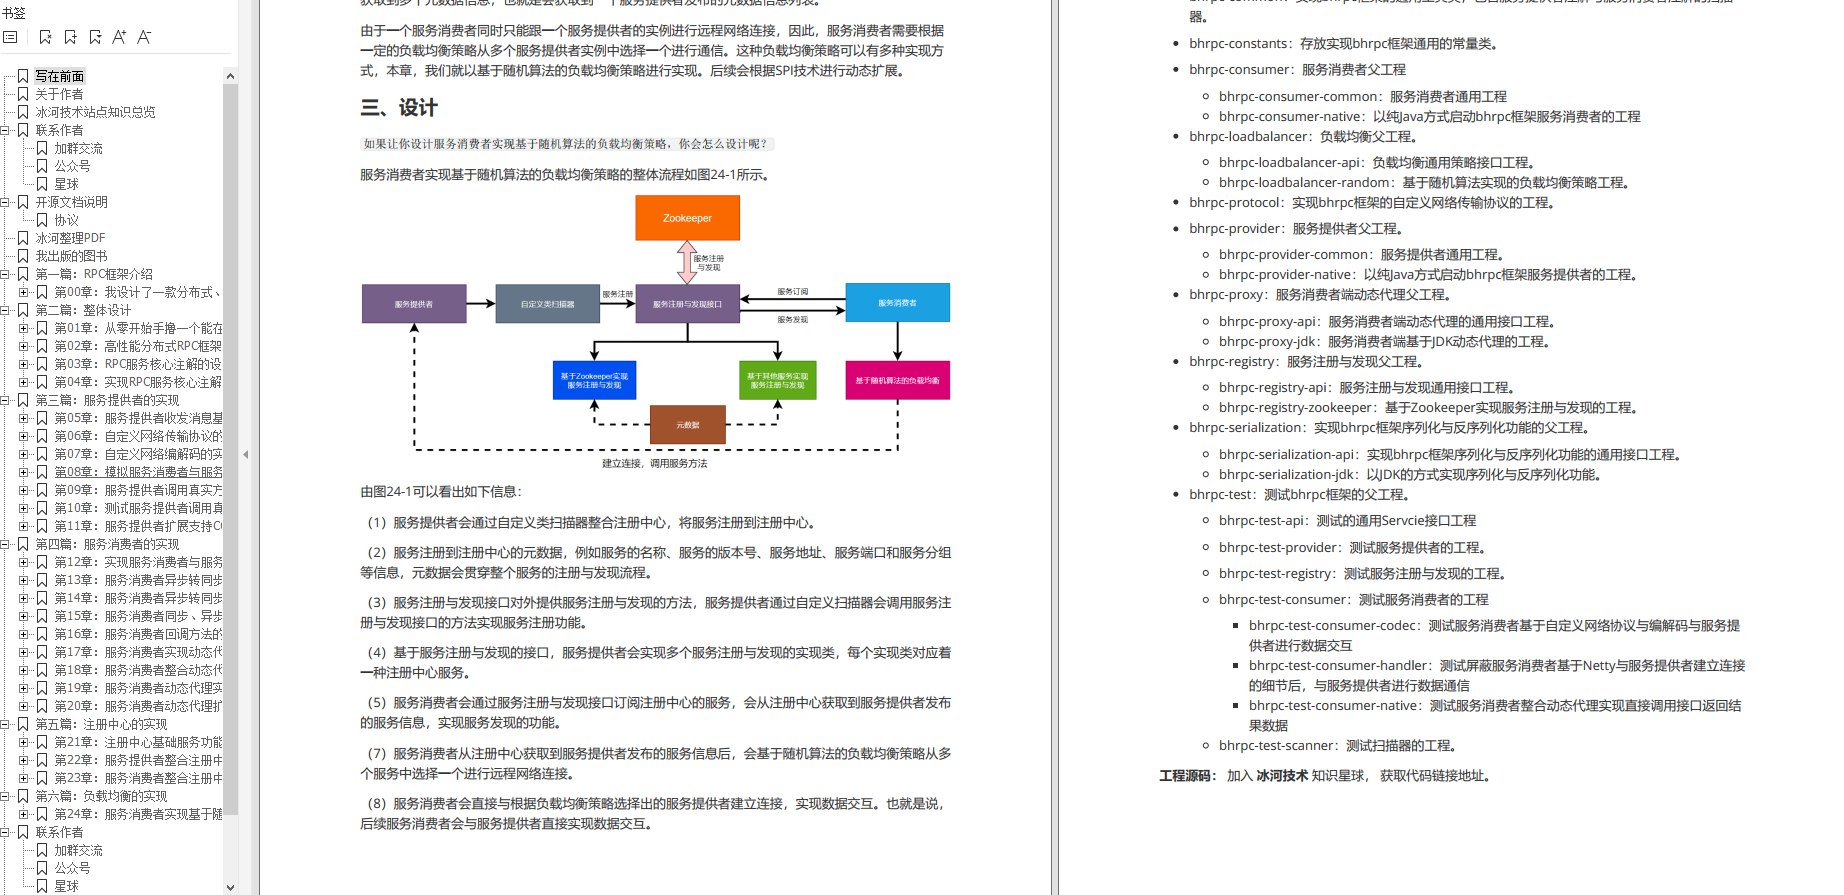 书签
写在前面
关于作者
冰河技术站点知识总览
联系作者
加群交流
公众号
星球
开源文档说明
协议
冰河整理PDF
我出版的图书
第一篇：RPC框架介绍
第00章：我设计了一款分布式、
第二篇：整体设计
第01章：从零开始手撸一个能在
第02章：高性能分布式RPC框架
第03章：RPC服务核心注解的设
第04章：实现RPC服务核心注解
第三篇：服务提供者的实现
第05章：服务提供者收发消息基
第06章：自定义网络传输协议的
第07章：自定义网络编解码的实
第08章：模拟服务消费者与服务
第09章：服务提供者调用真实方
第10章：测试服务提供者调用真
第11章：服务提供者扩展支持C
第四篇：服务消费者的实现
第12章：实现服务消费者与服务
第13章：服务消费者异步转同步
第14章：服务消费者异步转同步
第15章：服务消费者同步、异步
第16章：服务消费者回调方法的
第17章：服务消费者实现动态代
第18章：服务消费者整合动态代
第19章：服务消费者动态代理实
第20章：服务消费者动态代理扩
第五篇：注册中心的实现
第21章：注册中心基础服务功能
第22章：服务提供者整合注册中
第23章：服务消费者整合注册中
第六篇：负载均衡的实现
第24章：服务消费者实现基于随
联系作者
加群交流
公众号
星球
由于一个服务消费者同时只能跟一个服务提供者的实例进行远程网络连接，因此，服务消费者需要根据
一定的负载均衡策略从多个服务提供者实例中选择一个进行通信。这种负载均衡策略可以有多种实现方
式，本章，我们就以基于随机算法的负载均衡策略进行实现。后续会根据SPI技术进行动态扩展。
三、设计
如果让你设计服务消费者实现基于随机算法的负载均衡策略，你会怎么设计呢？
服务消费者实现基于随机算法的负载均衡策略的整体流程如图24-1所示。
Zookeeper
服务注册
与发现
服务提供者
自定义类扫描器
服务注册
服务注册与发现接口
服务订阅
服务发现
服务消费者
基于Zookeeper实现
服务注册与发现
基于其他服务实现
服务注册与发现
基于随机算法的负载均衡
元数据
建立连接，调用服务方法
由图24-1可以看出如下信息：
（1）服务提供者会通过自定义类扫描器整合注册中心，将服务注册到注册中心。
（2）服务注册到注册中心的元数据，例如服务的名称、服务的版本号、服务地址、服务端口和服务分组
等信息，元数据会贯穿整个服务的注册与发现流程。
（3）服务注册与发现接口对外提供服务注册与发现的方法，服务提供者通过自定义扫描器会调用服务注
册与发现接口的方法实现服务注册功能。
（4）基于服务注册与发现的接口，服务提供者会实现多个服务注册与发现的实现类，每个实现类对应着
一种注册中心服务。
（5）服务消费者会通过服务注册与发现接口订阅注册中心的服务，会从注册中心获取到服务提供者发布
的服务信息，实现服务发现的功能。
（7）服务消费者从注册中心获取到服务提供者发布的服务信息后，会基于随机算法的负载均衡策略从多
个服务中选择一个进行远程网络连接。
（8）服务消费者会直接与根据负载均衡策略选择出的服务提供者建立连接，实现数据交互。也就是说，
后续服务消费者会与服务提供者直接实现数据交互。
器。
bhrpc-constants：存放实现bhrpc框架通用的常量类。
bhrpc-consumer：服务消费者父工程
bhrpc-consumer-common：服务消费者通用工程
bhrpc-consumer-native：以纯Java方式启动bhrpc框架服务消费者的工程
bhrpc-loadbalancer：负载均衡父工程。
bhrpc-loadbalancer-api：负载均衡通用策略接口工程。
bhrpc-loadbalancer-random：基于随机算法实现的负载均衡策略工程。
bhrpc-protocol：实现bhrpc框架的自定义网络传输协议的工程。
bhrpc-provider：服务提供者父工程。
bhrpc-provider-common：服务提供者通用工程。
bhrpc-provider-native：以纯Java方式启动bhrpc框架服务提供者的工程。
bhrpc-proxy：服务消费者端动态代理父工程。
bhrpc-proxy-api：服务消费者端动态代理的通用接口工程。
bhrpc-proxy-jdk：服务消费者端基于JDK动态代理的工程。
bhrpc-registry：服务注册与发现父工程。
bhrpc-registry-api：服务注册与发现通用接口工程。
bhrpc-registry-zookeeper：基于Zookeeper实现服务注册与发现的工程。
bhrpc-serialization：实现bhrpc框架序列化与反序列化功能的父工程。
bhrpc-serialization-api：实现bhrpc框架序列化与反序列化功能的通用接口工程。
bhrpc-serialization-jdk：以JDK的方式实现序列化与反序列化功能。
bhrpc-test：测试bhrpc框架的父工程。
bhrpc-test-api：测试的通用Servcie接口工程
bhrpc-test-provider：测试服务提供者的工程。
bhrpc-test-registry：测试服务注册与发现的工程。
bhrpc-test-consumer：测试服务消费者的工程
bhrpc-test-consumer-codec：测试服务消费者基于自定义网络协议与编解码与服务提
供者进行数据交互
bhrpc-test-consumer-handler：测试屏蔽服务消费者基于Netty与服务提供者建立连接
的细节后，与服务提供者进行数据通信
bhrpc-test-consumer-native：测试服务消费者整合动态代理实现直接调用接口返回结
果数据
bhrpc-test-scanner：测试扫描器的工程。
工程源码： 加入 冰河技术 知识星球， 获取代码链接地址。